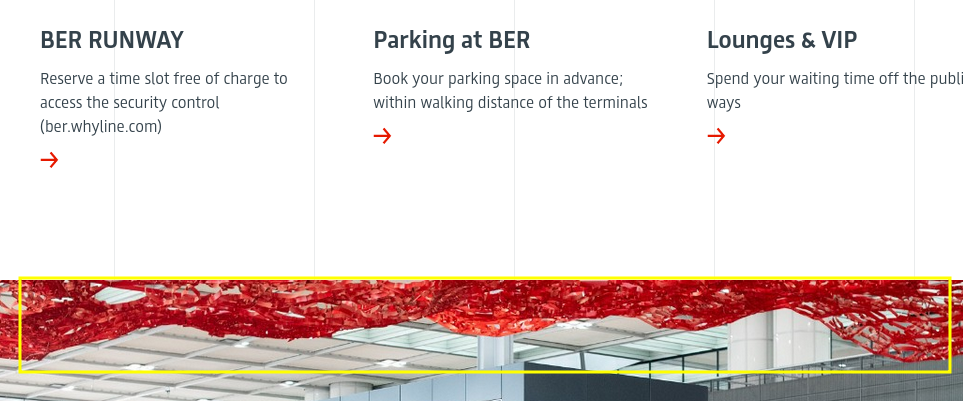 BER RUNWAY
Reserve a time slot free of charge to
access the security control
(ber.whyline.com)
Parking at BER
Book your parking space in advance;
within walking distance of the terminals
Lounges & VIP
Spend your waiting time off the publi
ways